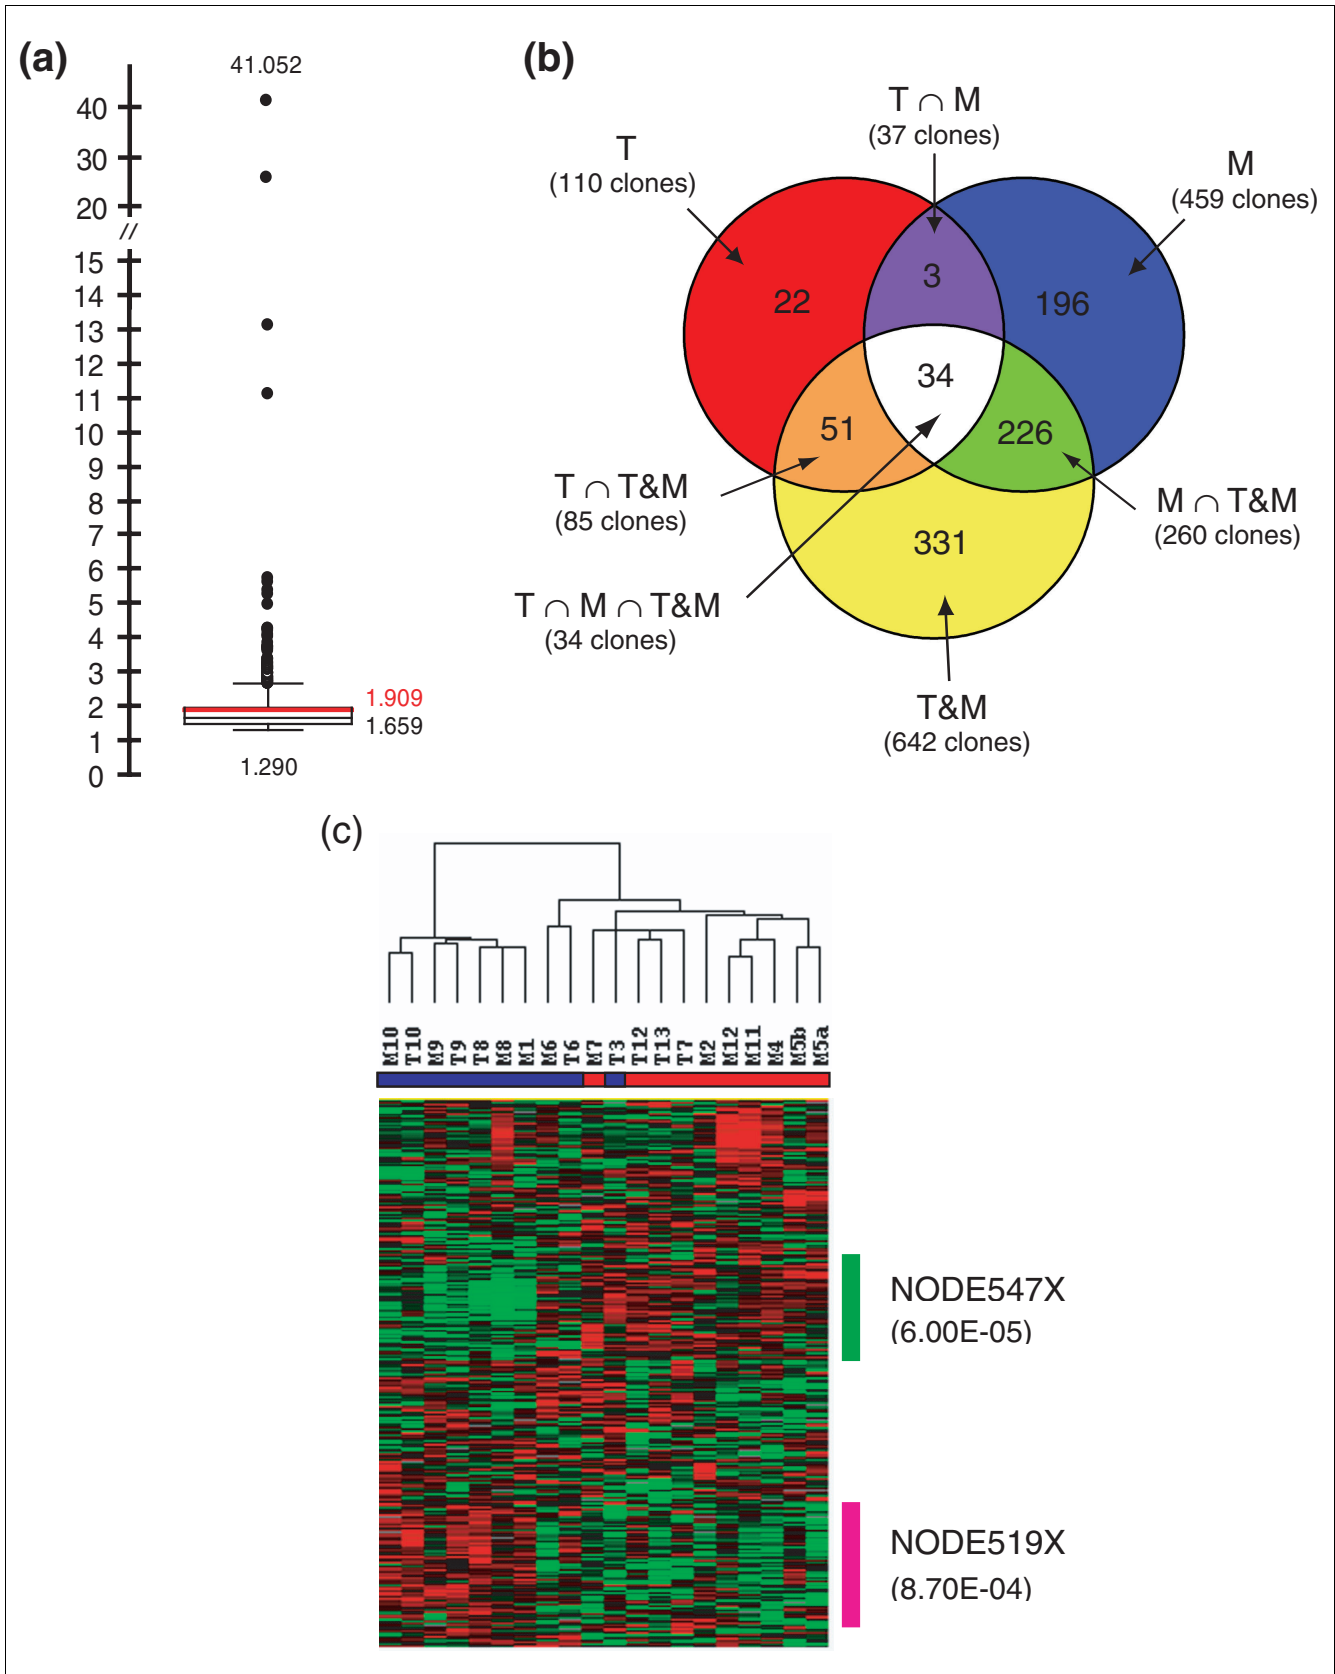 (a)
41.052
40
30
20
//
15
14
13
12
11
10
9
8
7
6
5
4
3
2
1
0
1.909
1.659
1.290
(b)
T ∩ M
(37 clones)
T
(110 clones)
M
(459 clones)
3
22
196
34
51
226
T ∩ T&M
(85 clones)
M ∩ T&M
(260 clones)
331
T ∩ M ∩ T&M
(34 clones)
T&M
(642 clones)
(c)
M10 T10 M9 T9 T8 M8 M1 M6 T6 M7 T3 T12 T13 T7 M2 M12 M11 M4 M5b M5a
NODE547X
(6.00E-05)
NODE519X
(8.70E-04)